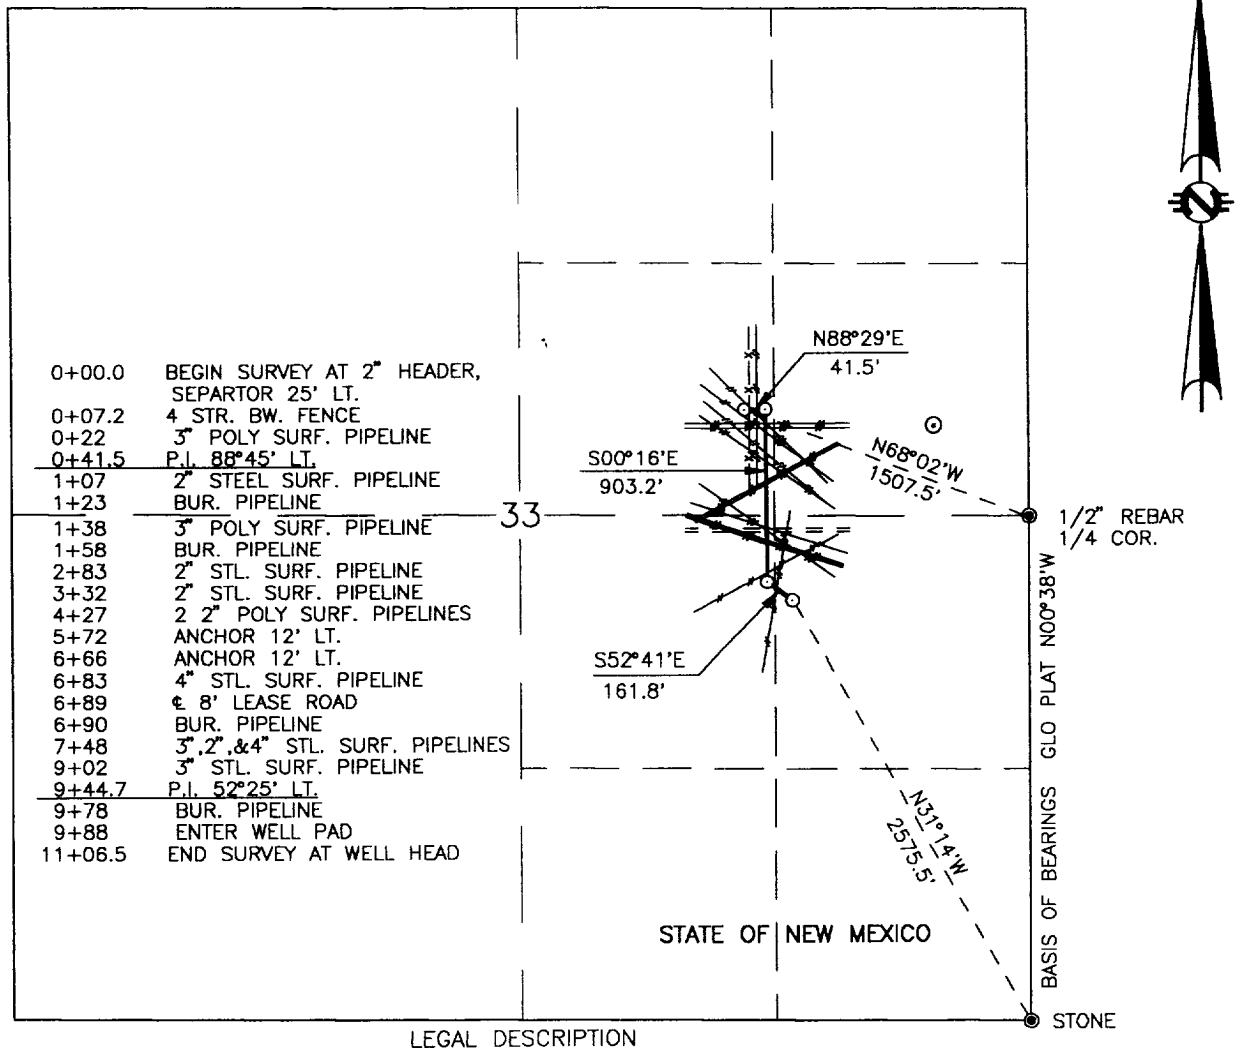 N
N88°29'E
41.5'
0+00.0 BEGIN SURVEY AT 2" HEADER,
SEPARTOR 25' LT.
0+07.2 4 STR. BW. FENCE
0+22 3" POLY SURF. PIPELINE
0+41.5 P.I. 88°45' LT.
1+07 2" STEEL SURF. PIPELINE
1+23 BUR. PIPELINE
1+38 3" POLY SURF. PIPELINE
1+58 BUR. PIPELINE
2+83 2" STL. SURF. PIPELINE
3+32 2" STL. SURF. PIPELINE
4+27 2 2" POLY SURF. PIPELINES
5+72 ANCHOR 12' LT.
6+66 ANCHOR 12' LT.
6+83 4" STL. SURF. PIPELINE
6+89 ℄ 8' LEASE ROAD
6+90 BUR. PIPELINE
7+48 3",2",&4" STL. SURF. PIPELINES
9+02 3" STL. SURF. PIPELINE
9+44.7 P.I. 52°25' LT.
9+78 BUR. PIPELINE
9+88 ENTER WELL PAD
11+06.5 END SURVEY AT WELL HEAD
S00°16'E
903.2'
N68°02'W
1507.5'
33
1/2" REBAR
1/4 COR.
S52°41'E
161.8'
N31°14'W
2575.5'
BASIS OF BEARINGS GLO PLAT N00°38'W
STATE OF NEW MEXICO
STONE
LEGAL DESCRIPTION